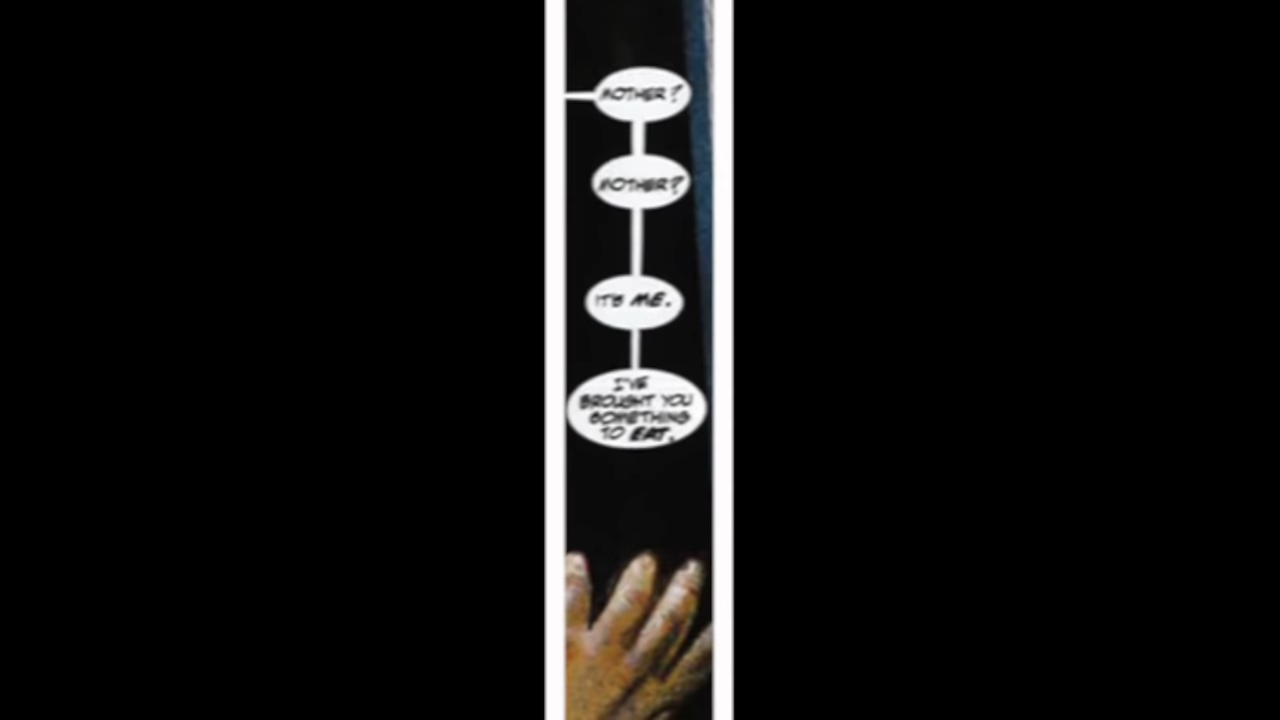 MOTHER?
MOTHER?
IT'S ME.
I'VE
BROUGHT YOU
SOMETHING
TO EAT.